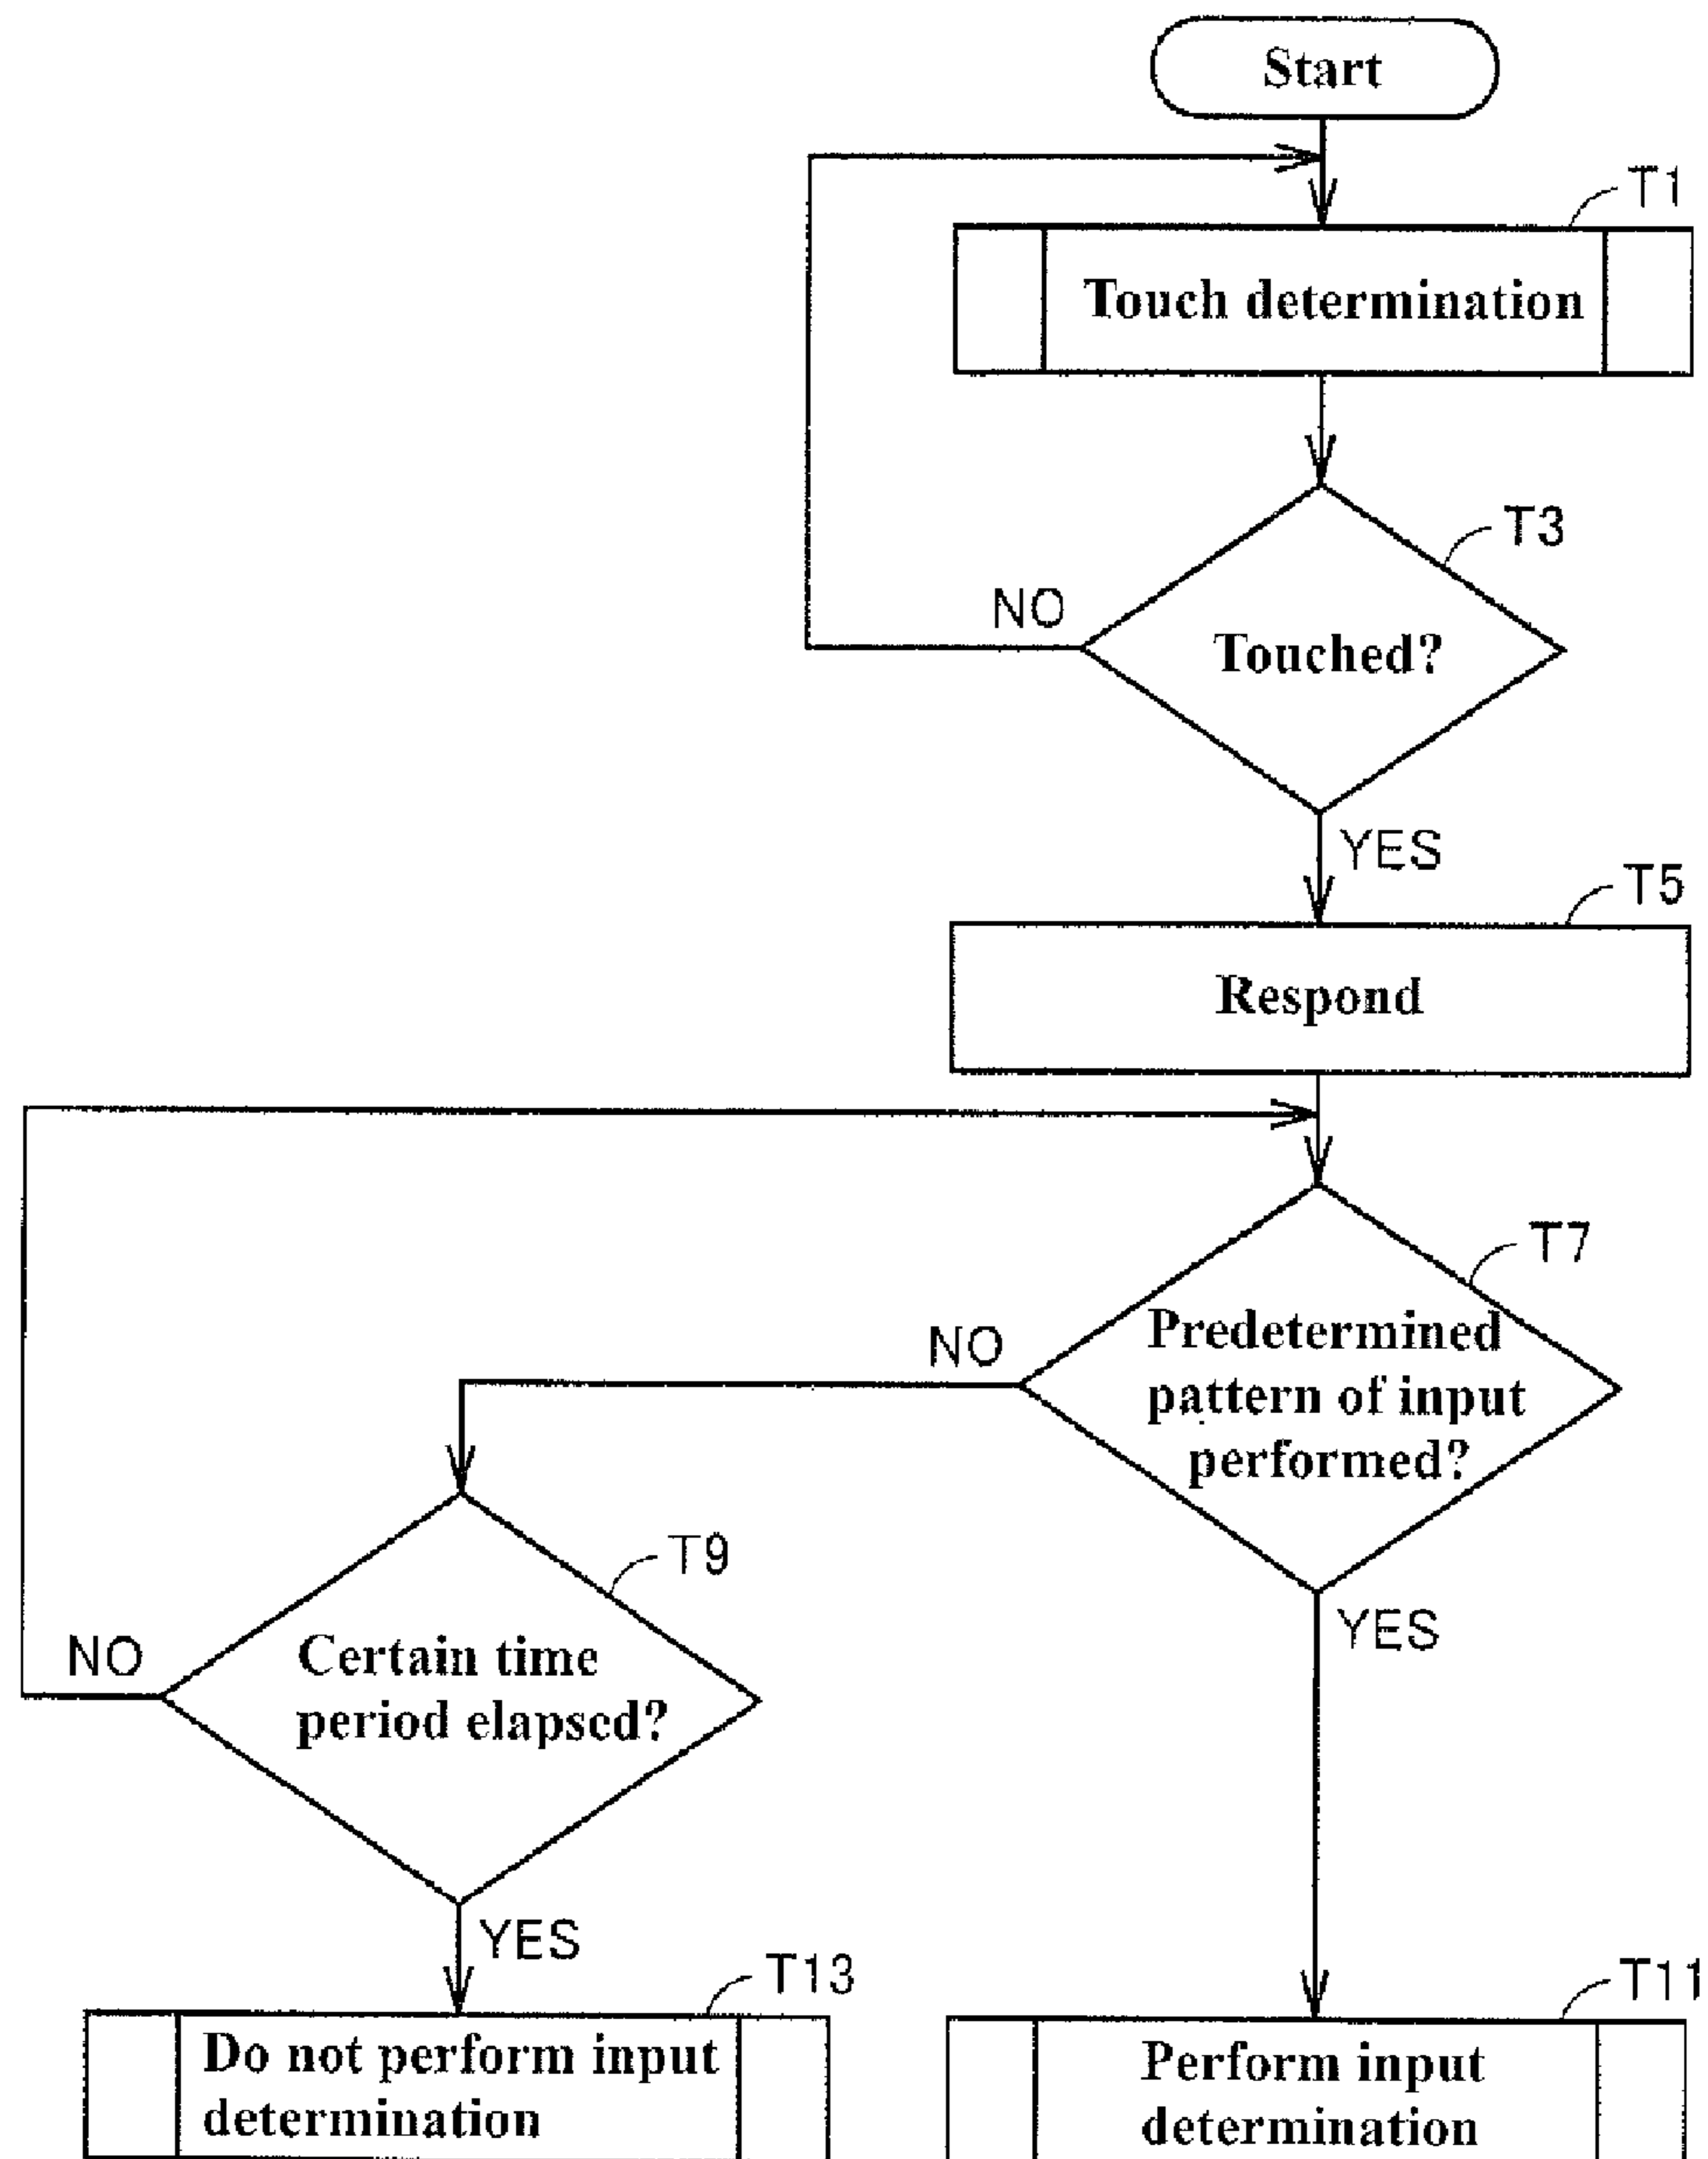 Start
T1
Touch determination
T3
NO
Touched?
YES
T5
Respond
T7
NO
Predetermined
pattern of input
performed?
T9
YES
NO
Certain time
period elapsed?
YES
T13
T11
Do not perform input
determination
Perform input
determination